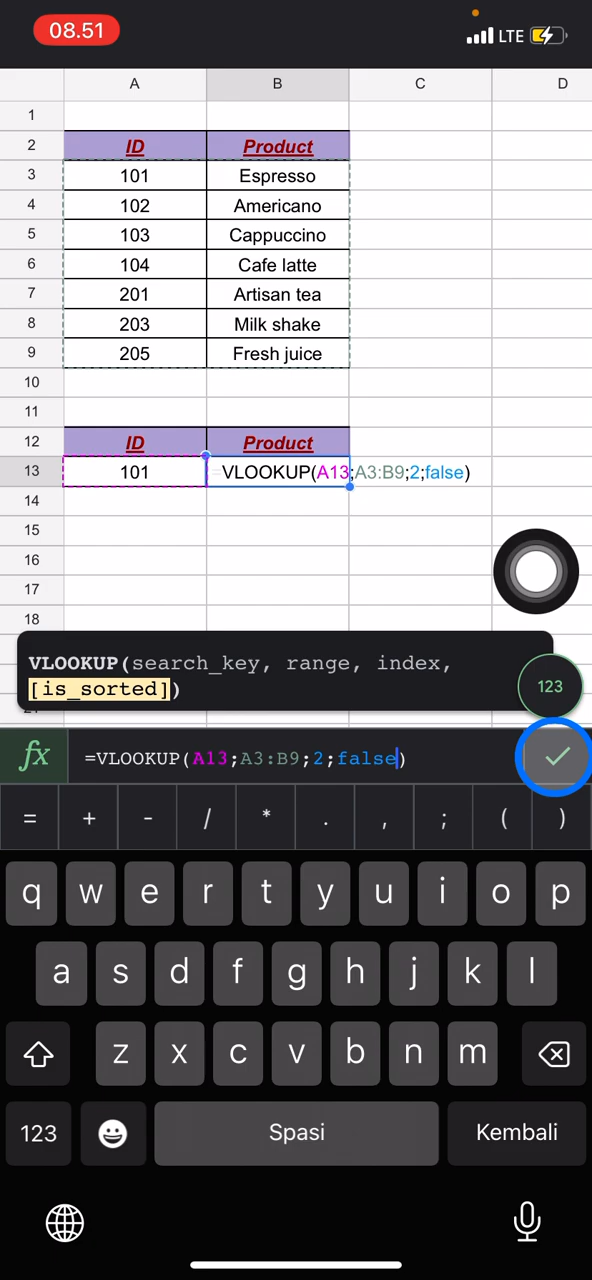 08.51 LTE
A B C D
1
2 ID Product
3 101 Espresso
4 102 Americano
5 103 Cappuccino
6 104 Cafe latte
7 201 Artisan tea
8 203 Milk shake
9 205 Fresh juice
10
11
12 ID Product
13 101 =VLOOKUP(A13;A3:B9;2;false)
14
15
16
17
18
VLOOKUP(search_key, range, index,
[is_sorted])
123
fx =VLOOKUP(A13;A3:B9;2;false)
= + - / * . , ; ( )
q w e r t y u i o p
a s d f g h j k l
z x c v b n m
123 Spasi Kembali